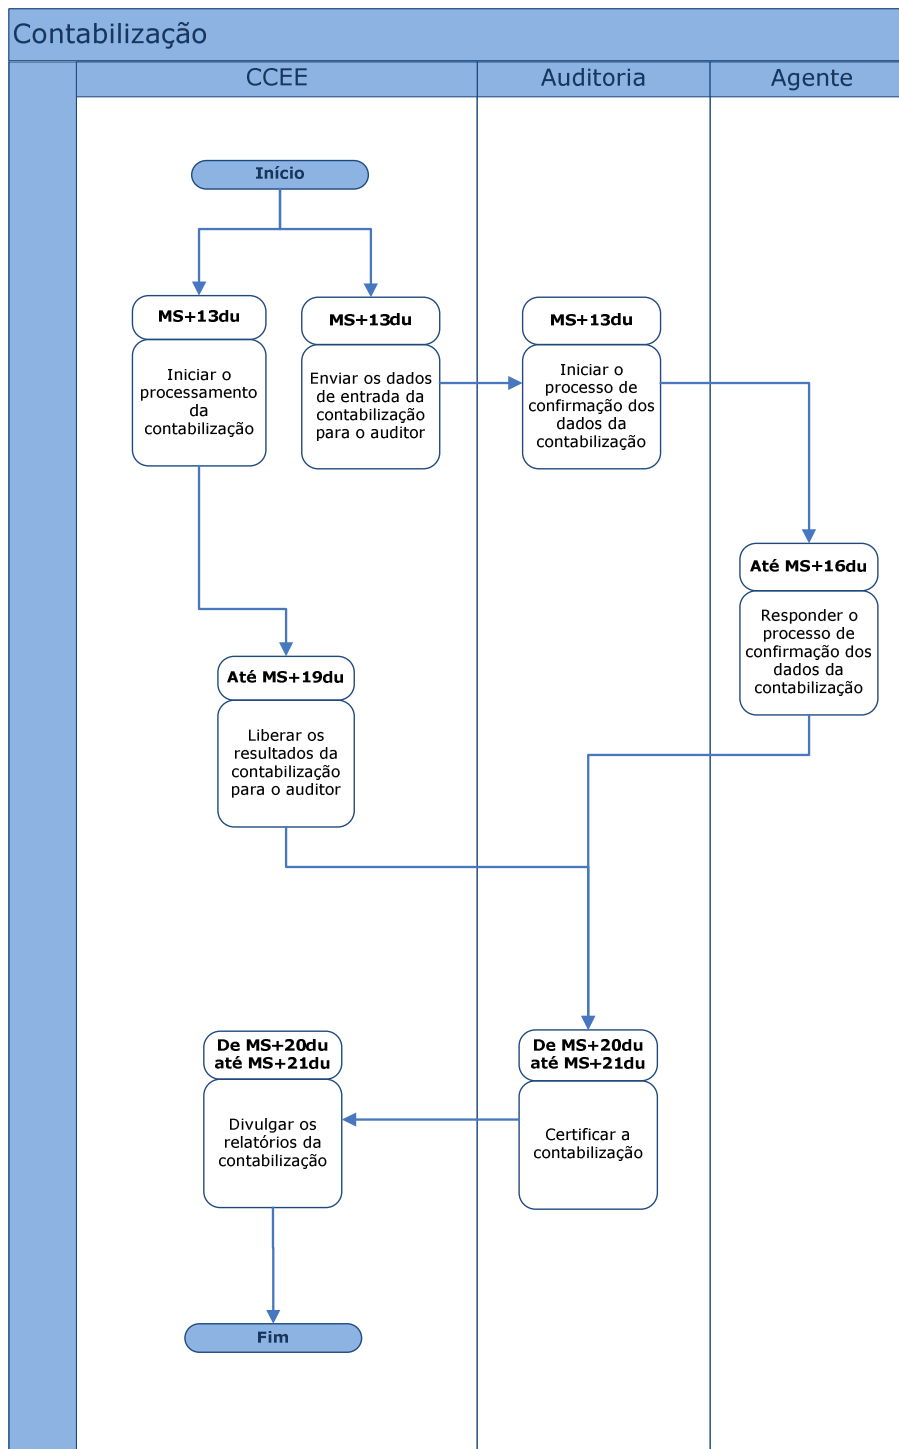 Contabilização
CCEE
Auditoria
Agente
Início
MS+13du
Iniciar o
processamento
da
contabilização
MS+13du
Enviar os dados
de entrada da
contabilização
para o auditor
MS+13du
Iniciar o
processo de
confirmação dos
dados da
contabilização
Até MS+16du
Responder o
processo de
confirmação dos
dados da
contabilização
Até MS+19du
Liberar os
resultados da
contabilização
para o auditor
De MS+20du
até MS+21du
Certificar a
contabilização
De MS+20du
até MS+21du
Divulgar os
relatórios da
contabilização
Fim